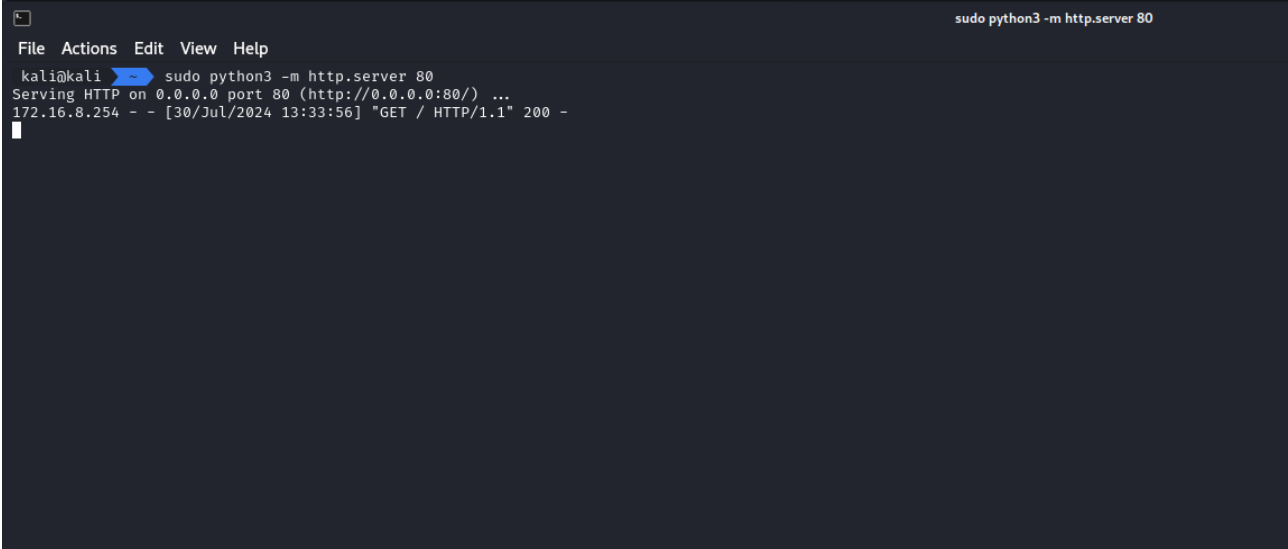 sudo python3 -m http.server 80
File Actions Edit View Help
kali@kali ~ sudo python3 -m http.server 80
Serving HTTP on 0.0.0.0 port 80 (http://0.0.0.0:80/) ...
172.16.8.254 - - [30/Jul/2024 13:33:56] "GET / HTTP/1.1" 200 -